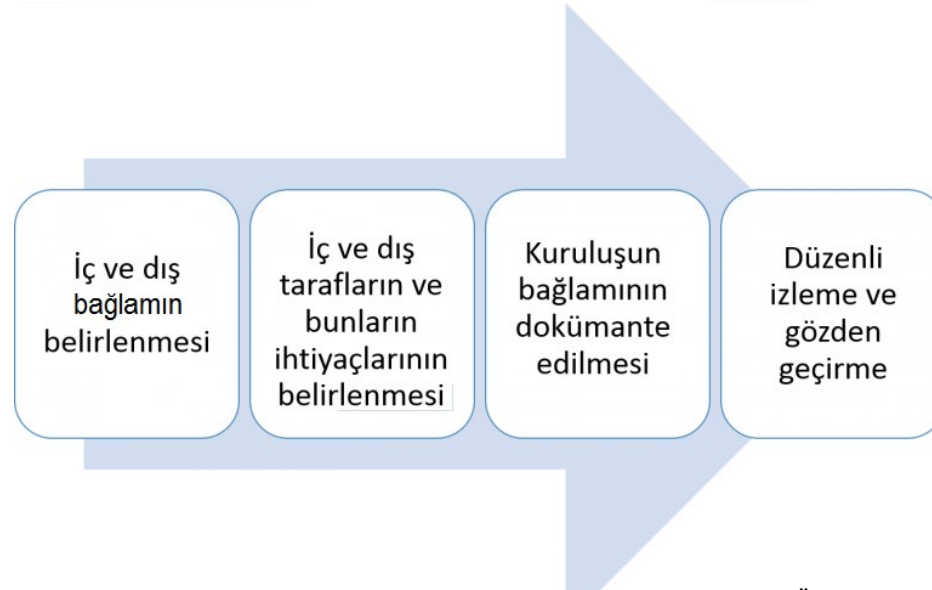 İç ve dış
bağlamın
belirlenmesi
İç ve dış
tarafların ve
bunların
ihtiyaçlarının
belirlenmesi
Kuruluşun
bağlamının
dokümante
edilmesi
Düzenli
izleme ve
gözden
geçirme